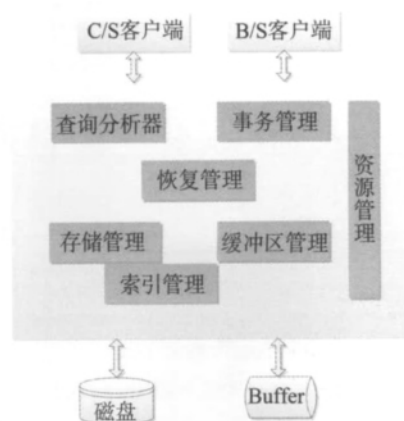 C/S客户端
B/S客户端
查询分析器
事务管理
恢复管理
资源管理
存储管理
缓冲区管理
索引管理
磁盘
Buffer